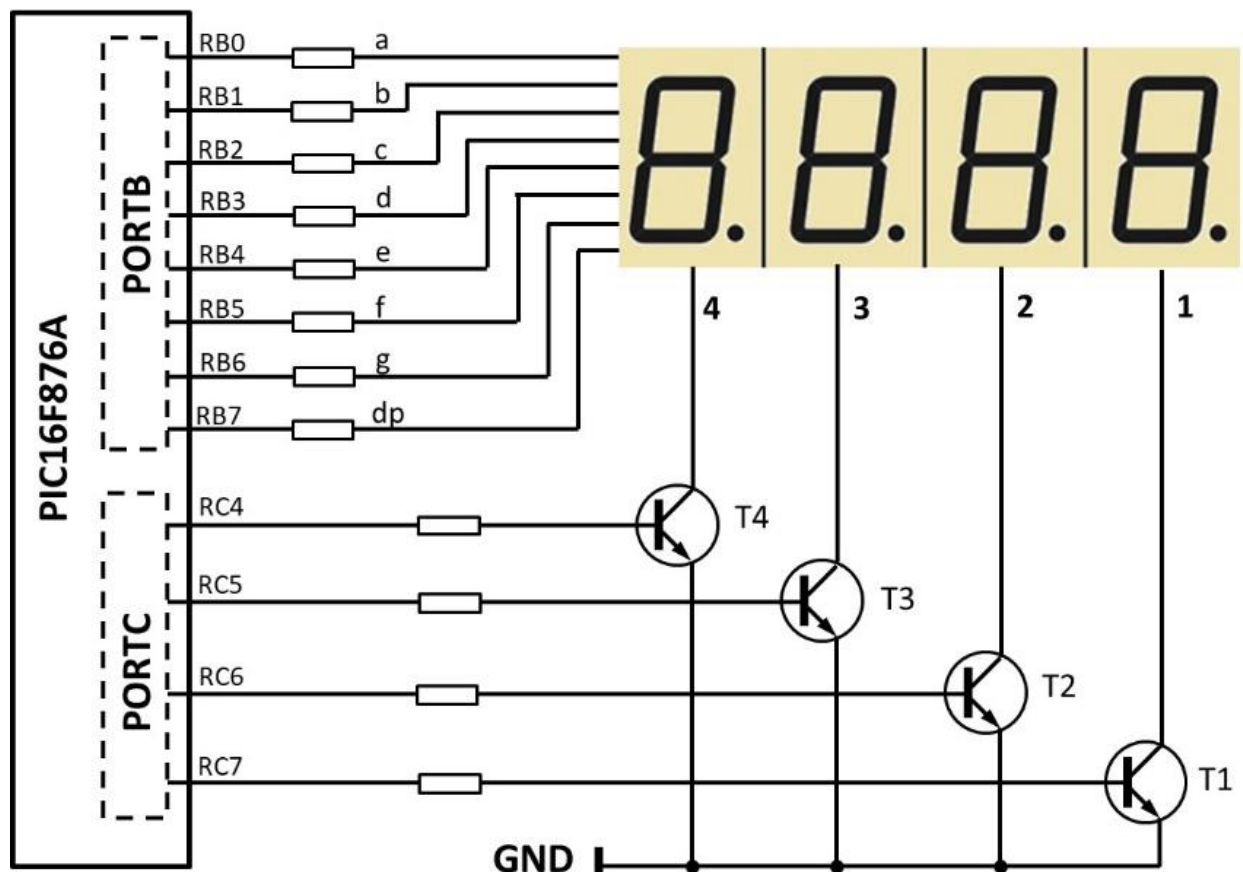 PIC16F876A
PORTB
RB0
a
RB1
b
RB2
c
RB3
d
RB4
e
RB5
f
RB6
g
RB7
dp
4
3
2
1
PORTC
RC4
T4
RC5
T3
RC6
T2
RC7
T1
GND